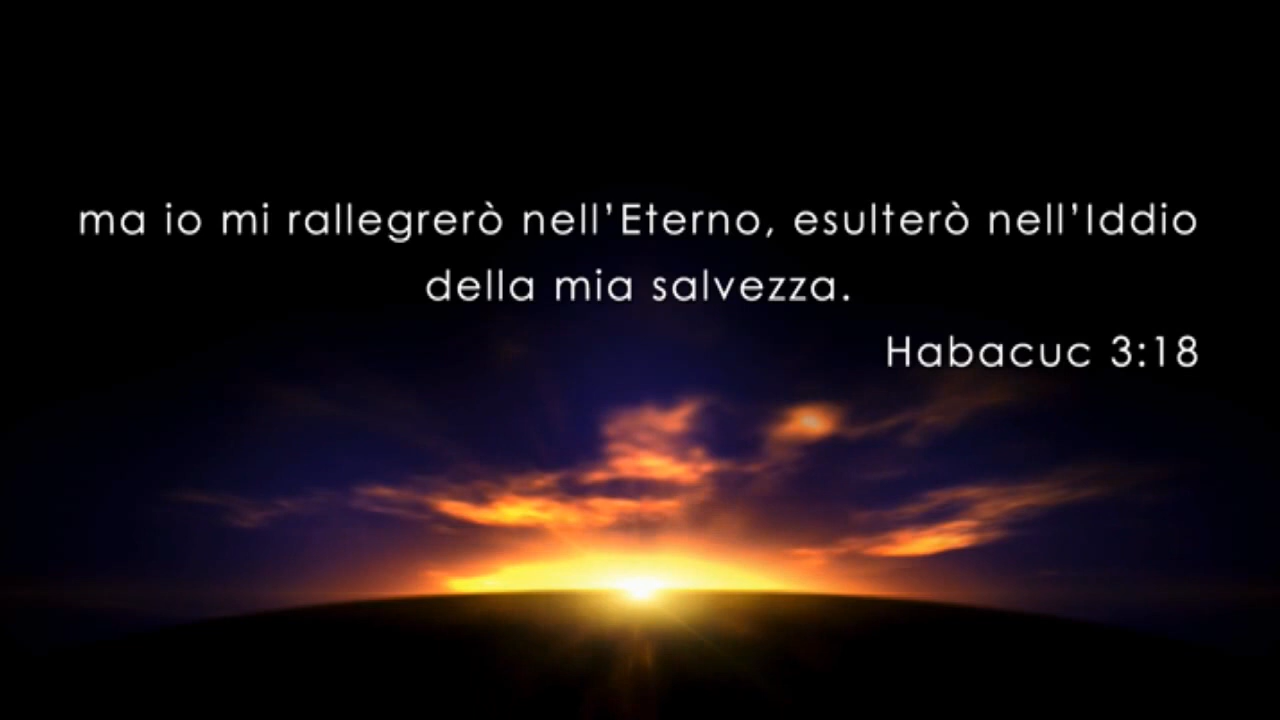 ma io mi rallegrerò nell’Eterno, esulterò nell’Iddio
della mia salvezza.
Habacuc 3:18